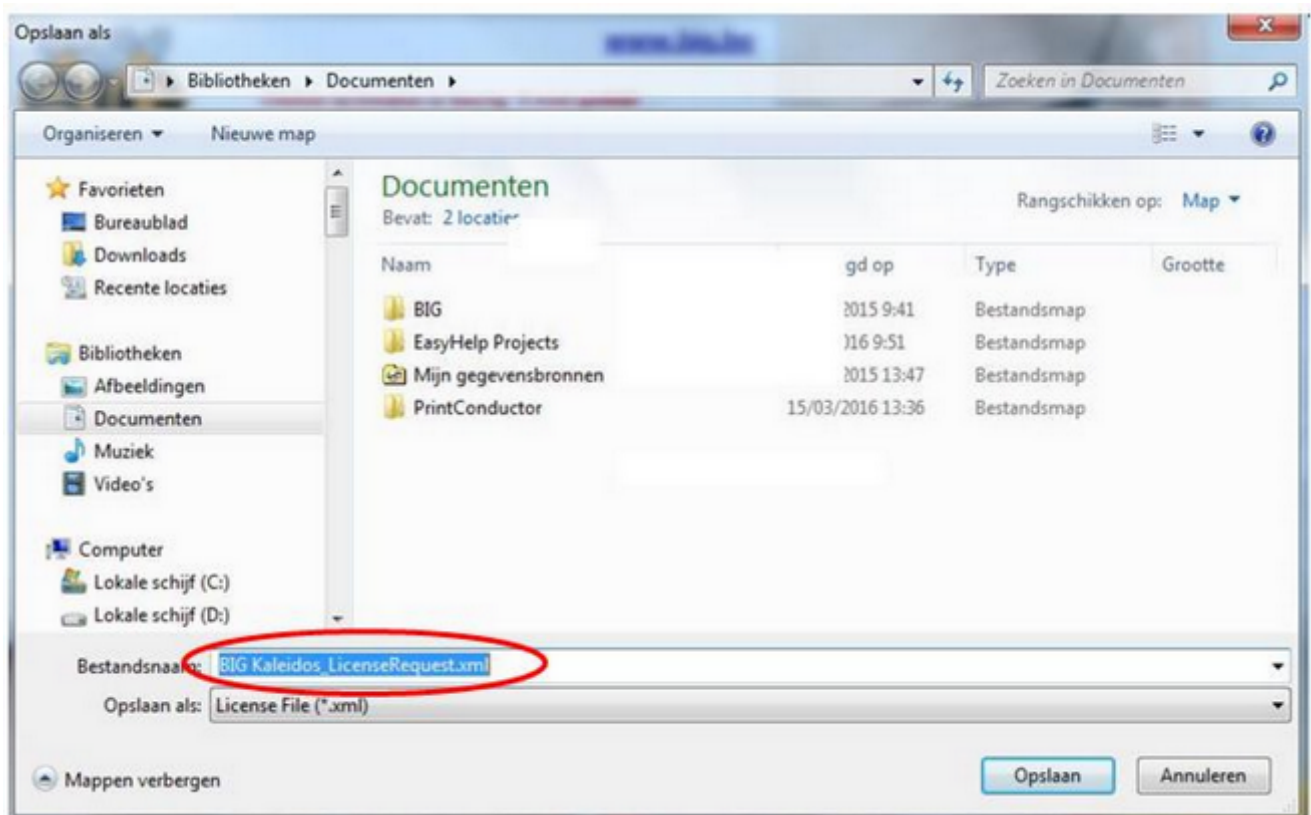 Opslaan als
Bibliotheken Documenten
Zoeken in Documenten
Organiseren Nieuwe map
Favorieten
Bureaublad
Downloads
Recente locaties
Bibliotheken
Afbeeldingen
Documenten
Muziek
Video's
Computer
Lokale schijf (C:)
Lokale schijf (D:)
Documenten
Bevat: 2 locaties
Rangschikken op: Map
Naam gd op Type Grootte
BIG 2015 9:41 Bestandsmap
EasyHelp Projects 16 9:51 Bestandsmap
Mijn gegevensbronnen 2015 13:47 Bestandsmap
PrintConductor 15/03/2016 13:36 Bestandsmap
Bestandsnaam: BIG Kaleidos_LicenseRequest.xml
Opslaan als: License File (*.xml)
Mappen verbergen
Opslaan Annuleren